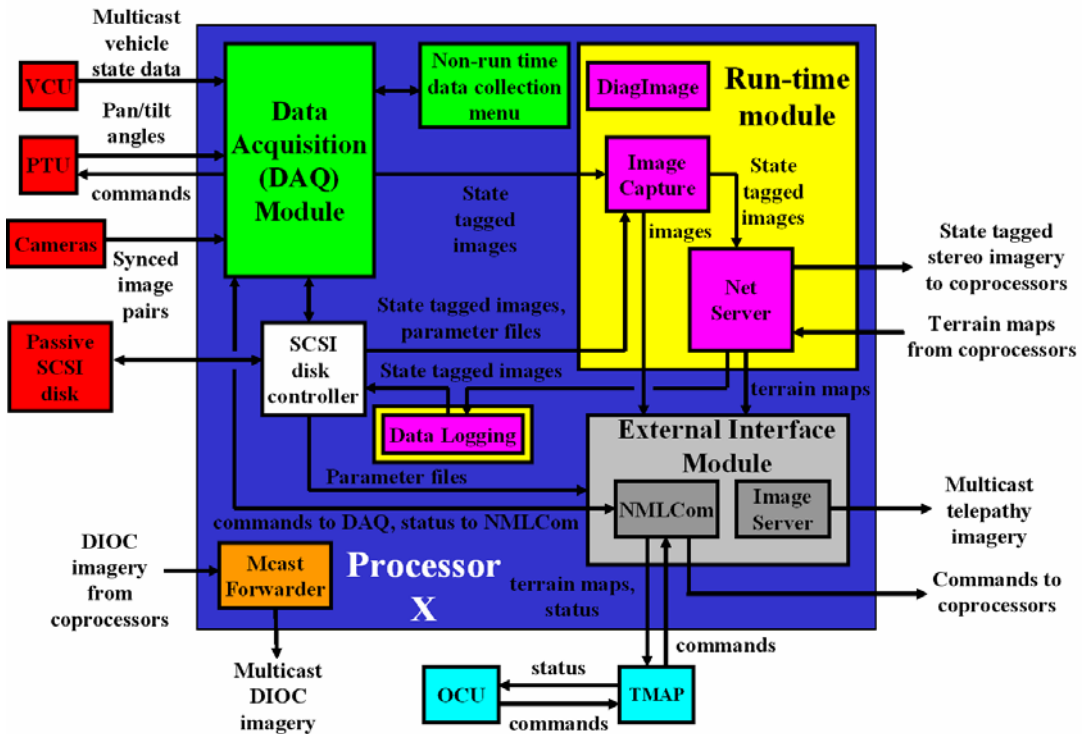 Multicast
vehicle
state data
VCU
Pan/tilt
angles
PTU
commands
Cameras
Synced
image
pairs
Passive
SCSI
disk
Data
Acquisition
(DAQ)
Module
Non-run time
data collection
menu
DiagImage
Run-time
module
Image
Capture
State
tagged
images
State
tagged
images
images
Net
Server
State tagged
stereo imagery
to coprocessors
Terrain maps
from coprocessors
State tagged images,
parameter files
SCSI
disk
controller
State tagged images
terrain maps
Data Logging
External Interface
Module
Parameter files
NMLCom
Image
Server
Multicast
telepathy
imagery
commands to DAQ, status to NMLCom
DIOC
imagery
from
coprocessors
Mcast
Forwarder
Processor
X
terrain maps,
status
Commands to
coprocessors
commands
Multicast
DIOC
imagery
OCU
status
commands
TMAP